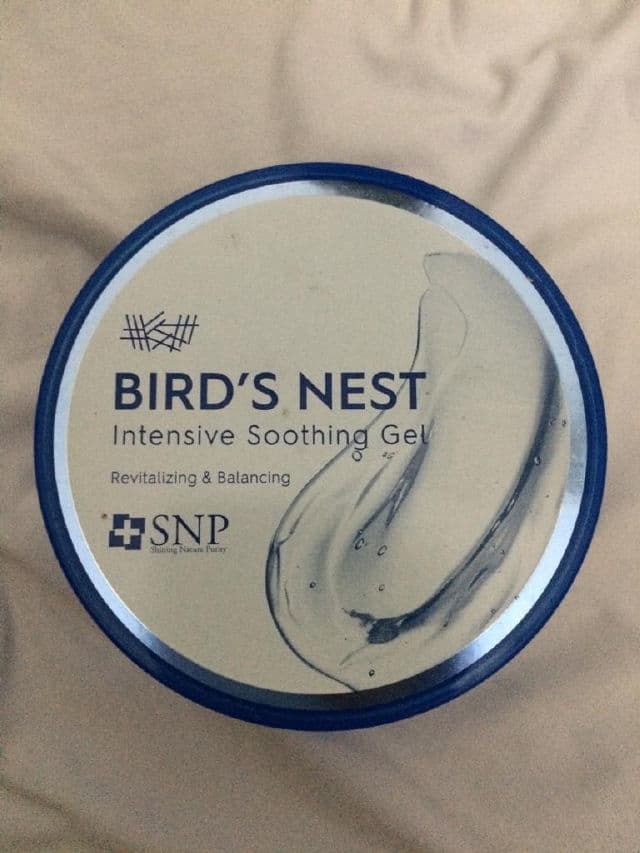 BIRD'S NEST
Intensive Soothing Gel
Revitalizing & Balancing
SNP
Shining Nature Purity